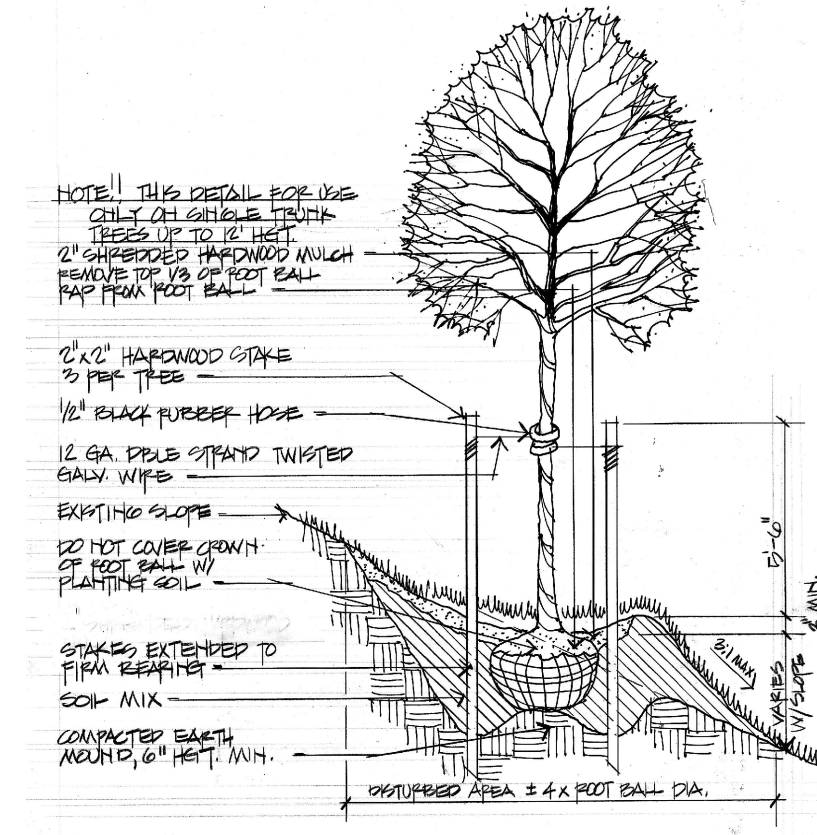 NOTE!! THIS DETAIL FOR USE
ONLY ON SINGLE TRUNK
TREES UP TO 12' HGT.
2" SHREDDED HARDWOOD MULCH
REMOVE TOP 1/3 OF ROOT BALL
RAP FROM ROOT BALL
2"x2" HARDWOOD STAKE
3 PER TREE
1/2" BLACK RUBBER HOSE
12 GA. DBLE STRAND TWISTED
GALV. WIRE
EXISTING SLOPE
DO NOT COVER CROWN
OF ROOT BALL W/
PLANTING SOIL
STAKES EXTENDED TO
FIRM BEARING
SOIL MIX
COMPACTED EARTH
MOUND, 6" HGT. MIN.
5'-6"
2" MIN.
3:1 MAX
VARIES
W/ SLOPE
DISTURBED AREA ± 4 x ROOT BALL DIA.